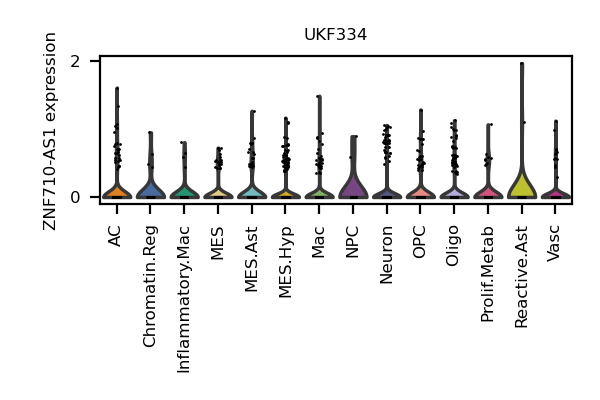 UKF334
ZNF710-AS1 expression
2
0
AC
Chromatin.Reg
Inflammatory.Mac
MES
MES.Ast
MES.Hyp
Mac
NPC
Neuron
OPC
Oligo
Prolif.Metab
Reactive.Ast
Vasc